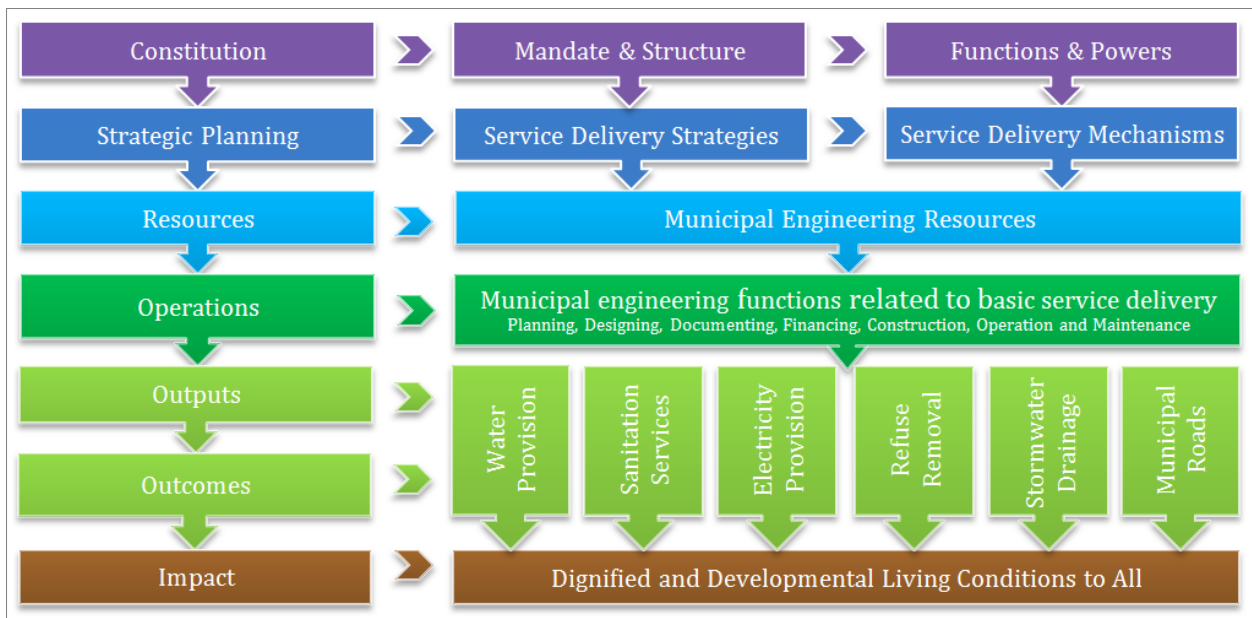 Constitution
Mandate & Structure
Functions & Powers
Strategic Planning
Service Delivery Strategies
Service Delivery Mechanisms
Resources
Municipal Engineering Resources
Operations
Municipal engineering functions related to basic service delivery
Planning, Designing, Documenting, Financing, Construction, Operation and Maintenance
Outputs
Outcomes
Water
Provision
Sanitation
Services
Electricity
Provision
Refuse
Removal
Stormwater
Drainage
Municipal
Roads
Impact
Dignified and Developmental Living Conditions to All